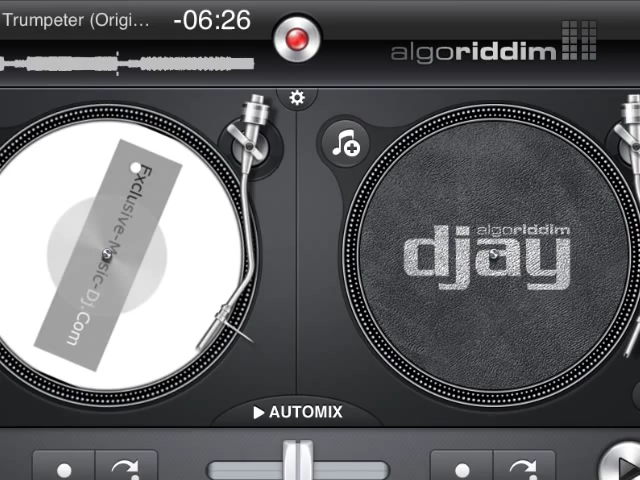 Trumpeter (Origi...
-06:26
algoriddim
Exclusive-Music-Dj.Com
algoriddim
djay
AUTOMIX